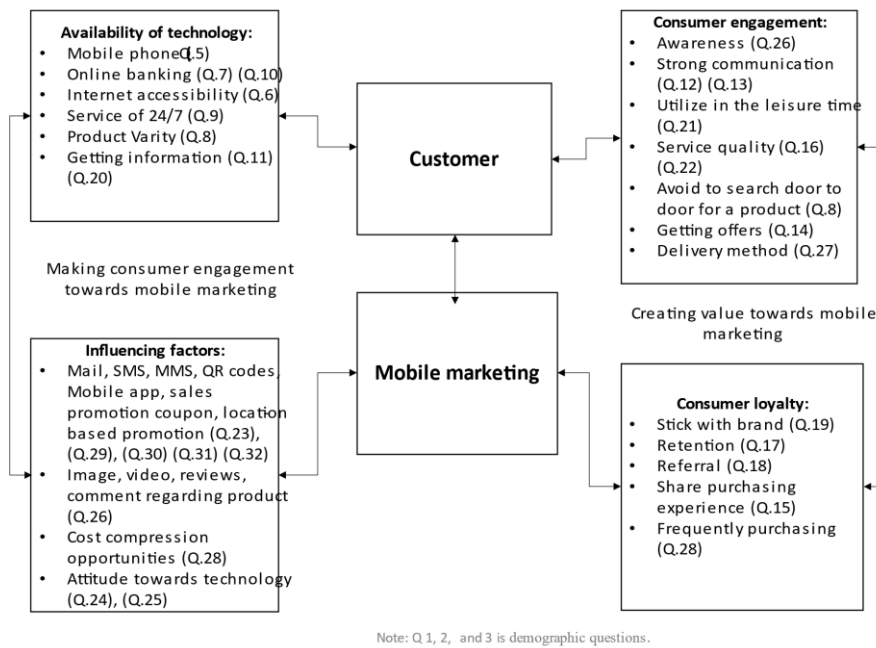 Availability of technology:
• Mobile phone (Q.5)
• Online banking (Q.7) (Q.10)
• Internet accessibility (Q.6)
• Service of 24/7 (Q.9)
• Product Varity (Q.8)
• Getting information (Q.11)
(Q.20)
Customer
Consumer engagement:
• Awareness (Q.26)
• Strong communication
(Q.12) (Q.13)
• Utilize in the leisure time
(Q.21)
• Service quality (Q.16)
(Q.22)
• Avoid to search door to
door for a product (Q.8)
• Getting offers (Q.14)
• Delivery method (Q.27)
Making consumer engagement
towards mobile marketing
Creating value towards mobile
marketing
Influencing factors:
• Mail, SMS, MMS, QR codes,
Mobile app, sales
promotion coupon, location
based promotion (Q.23),
(Q.29), (Q.30) (Q.31) (Q.32)
• Image, video, reviews,
comment regarding product
(Q.26)
• Cost compression
opportunities (Q.28)
• Attitude towards technology
(Q.24), (Q.25)
Mobile marketing
Consumer loyalty:
• Stick with brand (Q.19)
• Retention (Q.17)
• Referral (Q.18)
• Share purchasing
experience (Q.15)
• Frequently purchasing
(Q.28)
Note: Q 1, 2, and 3 is demographic questions.